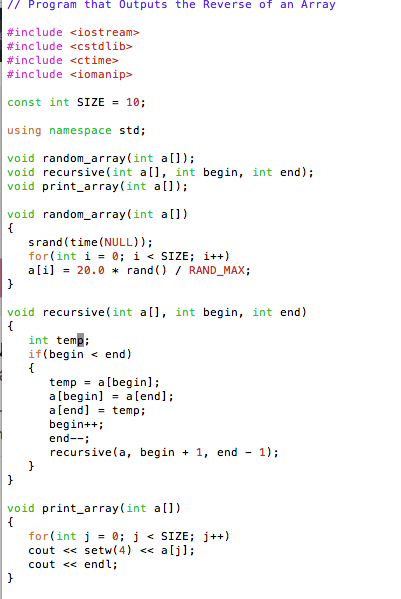 // Program that Outputs the Reverse of an Array
#include <iostream>
#include <cstdlib>
#include <ctime>
#include <iomanip>
const int SIZE = 10;
using namespace std;
void random_array(int a[]);
void recursive(int a[], int begin, int end);
void print_array(int a[]);
void random_array(int a[])
{
srand(time(NULL));
for(int i = 0; i < SIZE; i++)
a[i] = 20.0 * rand() / RAND_MAX;
}
void recursive(int a[], int begin, int end)
{
int temp;
if(begin < end)
{
temp = a[begin];
a[begin] = a[end];
a[end] = temp;
begin++;
end--;
recursive(a, begin + 1, end - 1);
}
}
void print_array(int a[])
{
for(int j = 0; j < SIZE; j++)
cout << setw(4) << a[j];
cout << endl;
}